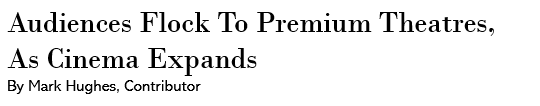 Audiences Flock To Premium Theatres,
As Cinema Expands
By Mark Hughes, Contributor